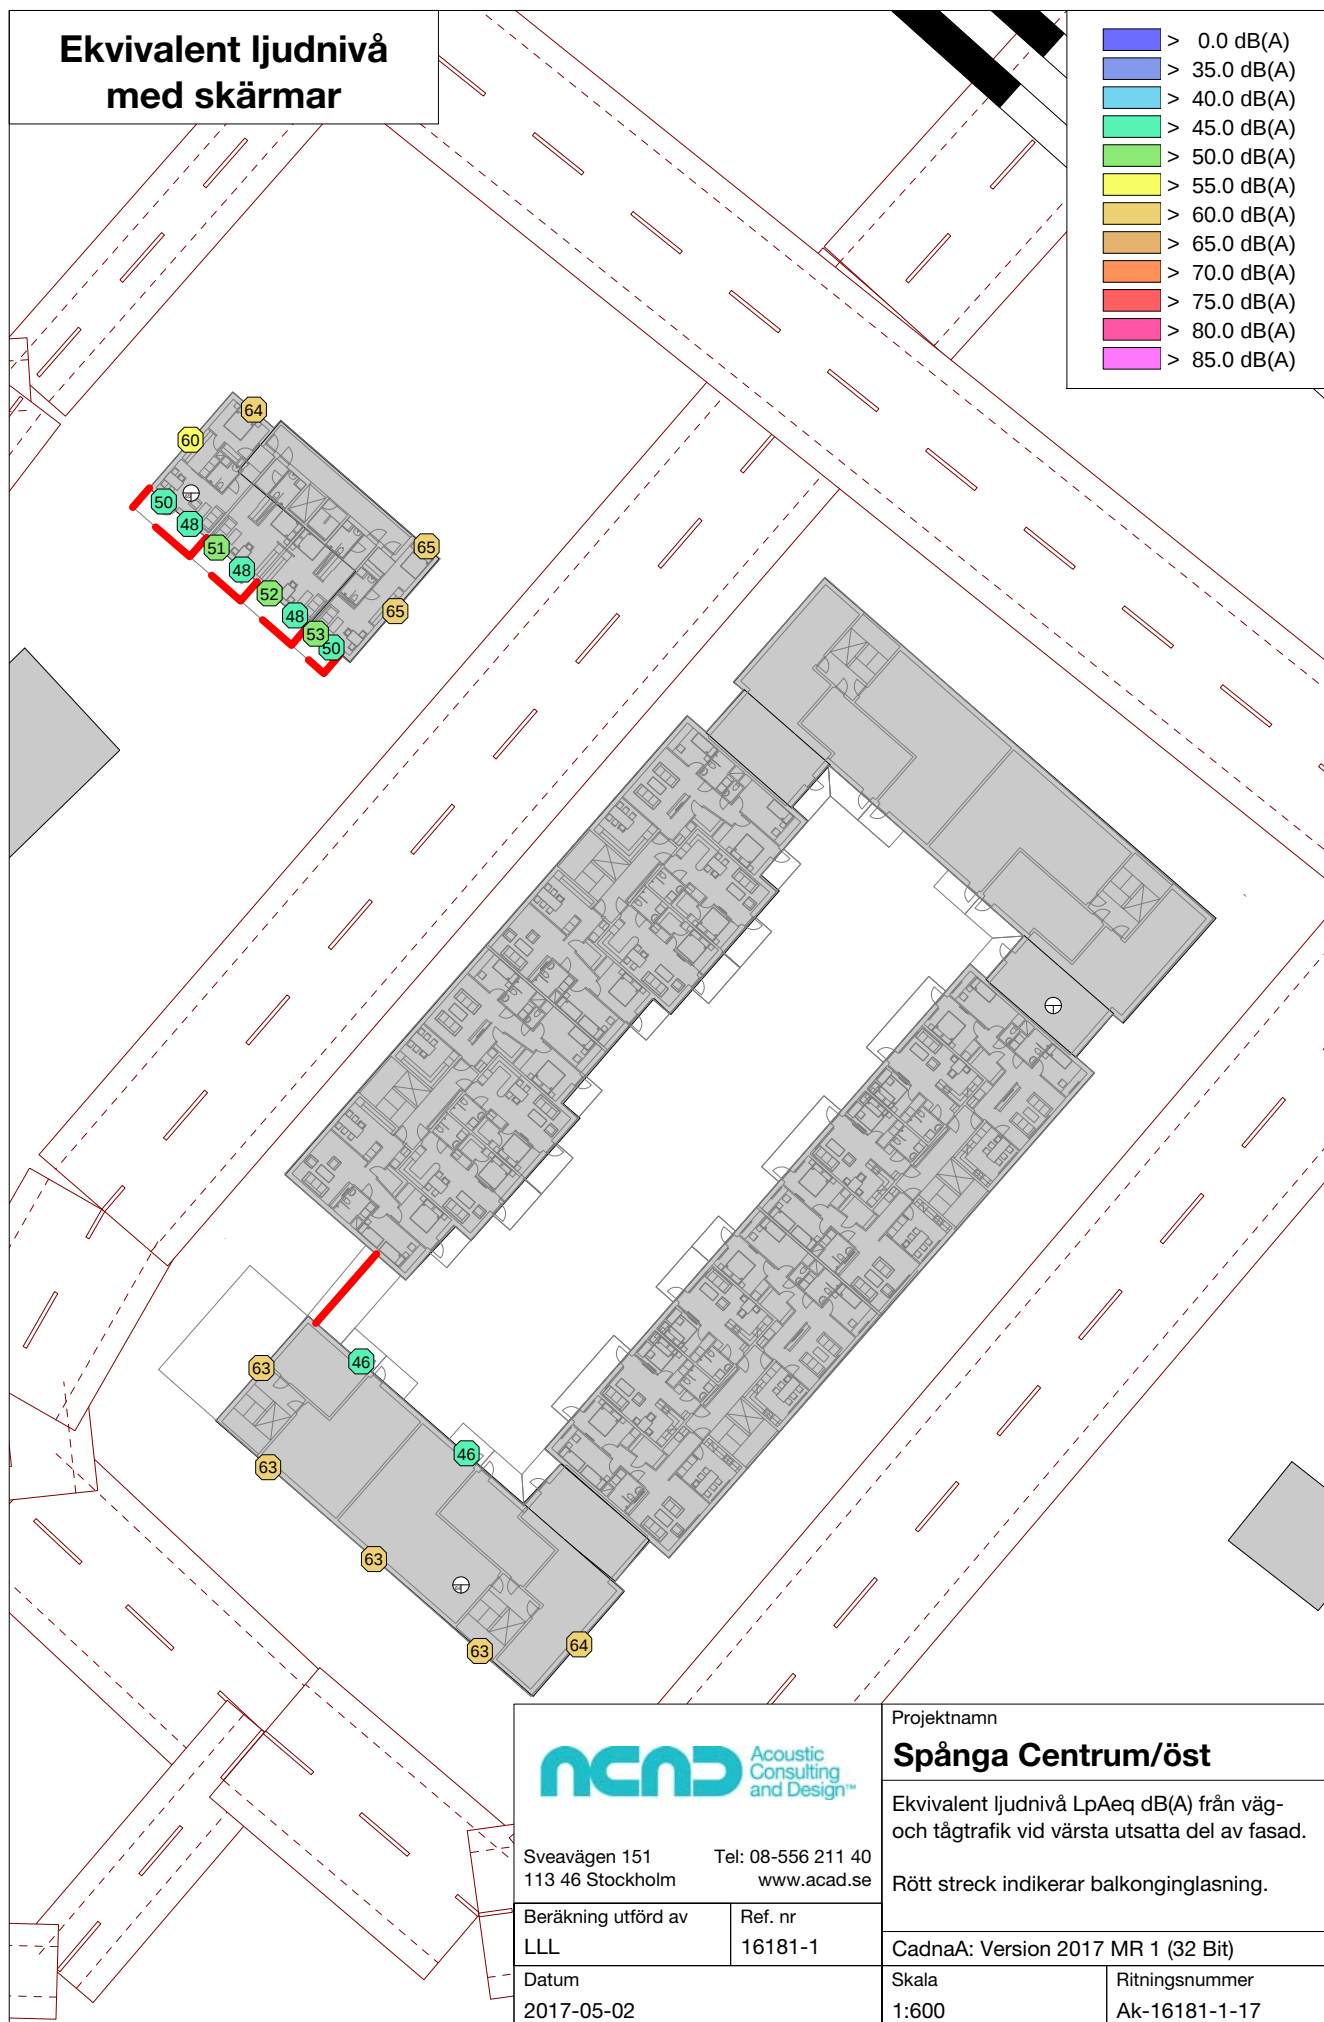 Ekvivalent ljudnivå
med skärmar
> 0.0 dB(A)
> 35.0 dB(A)
> 40.0 dB(A)
> 45.0 dB(A)
> 50.0 dB(A)
> 55.0 dB(A)
> 60.0 dB(A)
> 65.0 dB(A)
> 70.0 dB(A)
> 75.0 dB(A)
> 80.0 dB(A)
> 85.0 dB(A)
64
60
50
48
51
65
48
52
65
48
53
50
63
46
46
63
63
63
64
acad Acoustic
Consulting
and Design™
Sveavägen 151
113 46 Stockholm
Tel: 08-556 211 40
www.acad.se
Beräkning utförd av
LLL
Ref. nr
16181-1
Datum
2017-05-02
Projektnamn
Spånga Centrum/öst
Ekvivalent ljudnivå LpAeq dB(A) från väg-
och tågtrafik vid värsta utsatta del av fasad.
Rött streck indikerar balkonginglasning.
CadnaA: Version 2017 MR 1 (32 Bit)
Skala
1:600
Ritningsnummer
Ak-16181-1-17